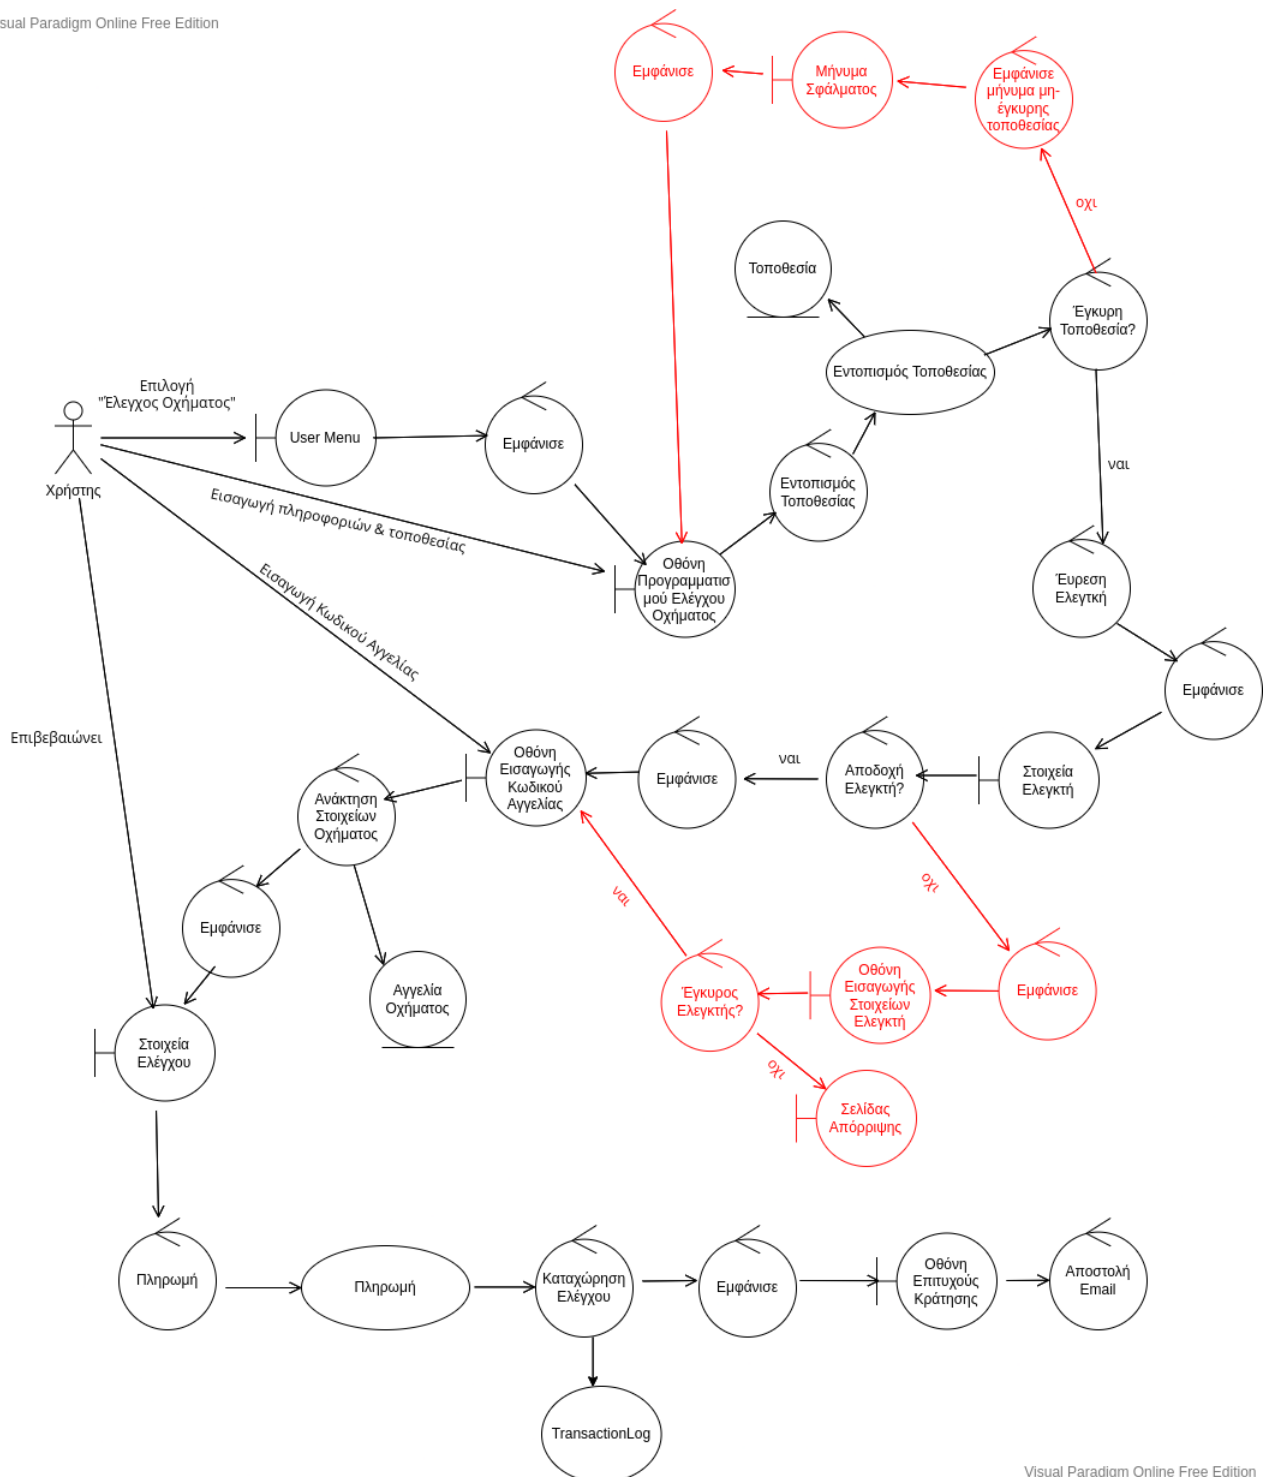 sual Paradigm Online Free Edition
Εμφάνισε
Μήνυμα
Σφάλματος
Εμφάνισε
μήνυμα μη-
έγκυρης
τοποθεσίας
οχι
Τοποθεσία
Έγκυρη
Τοποθεσία?
Εντοπισμός Τοποθεσίας
Επιλογή
"Έλεγχος Οχήματος"
User Menu
Εμφάνισε
Χρήστης
Εντοπισμός
Τοποθεσίας
ναι
Εισαγωγή πληροφοριών & τοποθεσίας
Οθόνη
Προγραμματισ
μού Ελέγχου
Οχήματος
Έυρεση
Ελεγτκή
Εισαγωγή Κωδικού Αγγελίας
Εμφάνισε
Επιβεβαιώνει
Οθόνη
Εισαγωγής
Κωδικού
Αγγελίας
Εμφάνισε
ναι
Αποδοχή
Ελεγκτή?
Στοιχεία
Ελεγκτή
Ανάκτηση
Στοιχείων
Οχήματος
ναι
οχι
Εμφάνισε
Αγγελία
Οχήματος
Έγκυρος
Ελεγκτής?
Οθόνη
Εισαγωγής
Στοιχείων
Ελεγκτή
Εμφάνισε
Στοιχεία
Ελέγχου
οχι
Σελίδας
Απόρριψης
Πληρωμή
Πληρωμή
Καταχώρηση
Ελέγχου
Εμφάνισε
Οθόνη
Επιτυχούς
Κράτησης
Αποστολή
Email
TransactionLog
Visual Paradigm Online Free Edition